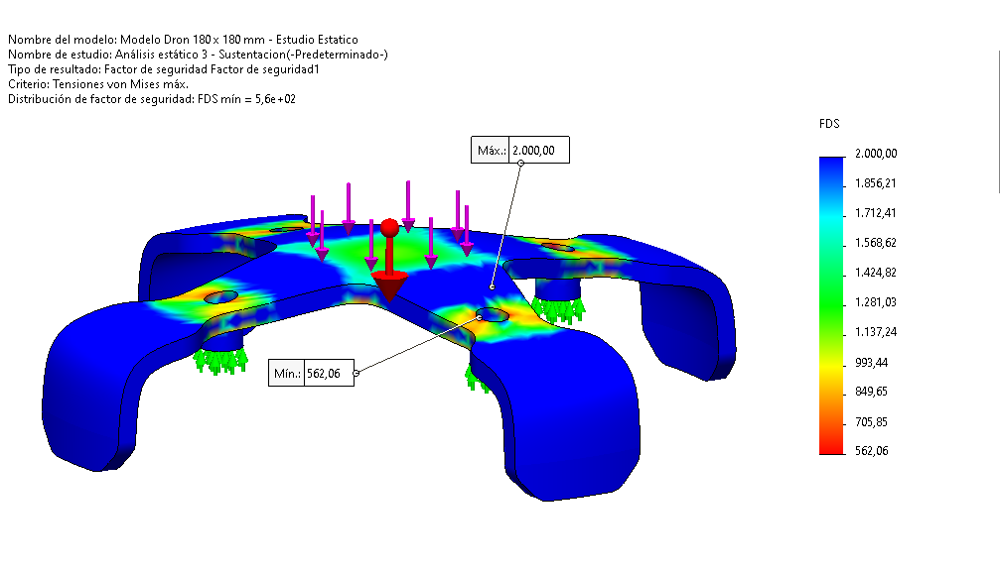 Nombre del modelo: Modelo Dron 180 x 180 mm - Estudio Estatico
Nombre de estudio: Análisis estático 3 - Sustentacion(-Predeterminado-)
Tipo de resultado: Factor de seguridad Factor de seguridad1
Criterio: Tensiones von Mises máx.
Distribución de factor de seguridad: FDS mín = 5,6e+02
FDS
Máx.: 2.000,00
2.000,00
1.856,21
1.712,41
1.568,62
1.424,82
1.281,03
1.137,24
993,44
849,65
705,85
562,06
Mín.: 562,06